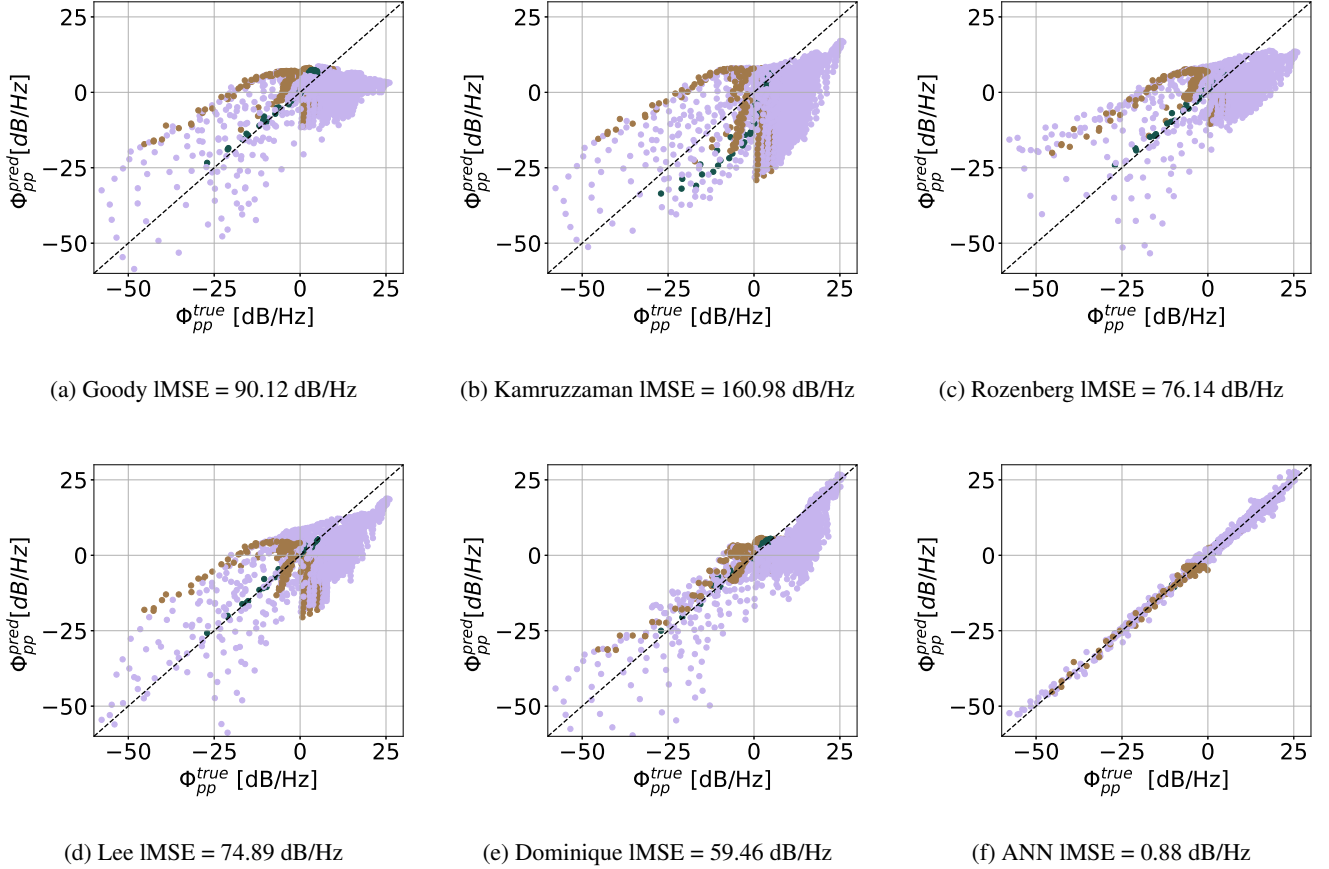 25
0
−25
−50
−50
−25
0
25
Φ_pp^pred [dB/Hz]
Φ_pp^true [dB/Hz]
(a) Goody lMSE = 90.12 dB/Hz
25
0
−25
−50
−50
−25
0
25
Φ_pp^pred [dB/Hz]
Φ_pp^true [dB/Hz]
(b) Kamruzzaman lMSE = 160.98 dB/Hz
25
0
−25
−50
−50
−25
0
25
Φ_pp^pred [dB/Hz]
Φ_pp^true [dB/Hz]
(c) Rozenberg lMSE = 76.14 dB/Hz
25
0
−25
−50
−50
−25
0
25
Φ_pp^pred [dB/Hz]
Φ_pp^true [dB/Hz]
(d) Lee lMSE = 74.89 dB/Hz
25
0
−25
−50
−50
−25
0
25
Φ_pp^pred [dB/Hz]
Φ_pp^true [dB/Hz]
(e) Dominique lMSE = 59.46 dB/Hz
25
0
−25
−50
−50
−25
0
25
Φ_pp^pred [dB/Hz]
Φ_pp^true [dB/Hz]
(f) ANN lMSE = 0.88 dB/Hz